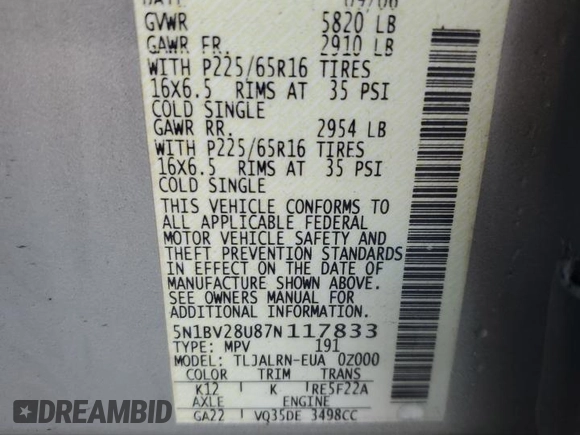 DATE 09/06
GVWR 5820 LB
GAWR FR. 2910 LB
WITH P225/65R16 TIRES
16X6.5 RIMS AT 35 PSI
COLD SINGLE
GAWR RR. 2954 LB
WITH P225/65R16 TIRES
16X6.5 RIMS AT 35 PSI
COLD SINGLE
THIS VEHICLE CONFORMS TO
ALL APPLICABLE FEDERAL
MOTOR VEHICLE SAFETY AND
THEFT PREVENTION STANDARDS
IN EFFECT ON THE DATE OF
MANUFACTURE SHOWN ABOVE.
SEE OWNERS MANUAL FOR
ADDITIONAL INFORMATION.
5N1BV28U87N117833
TYPE: MPV 191
MODEL: TLJALRN-EUA 0Z000
COLOR TRIM TRANS
K12 K RE5F22A
AXLE ENGINE
GA22 VQ35DE 3498CC
TLJAMBID